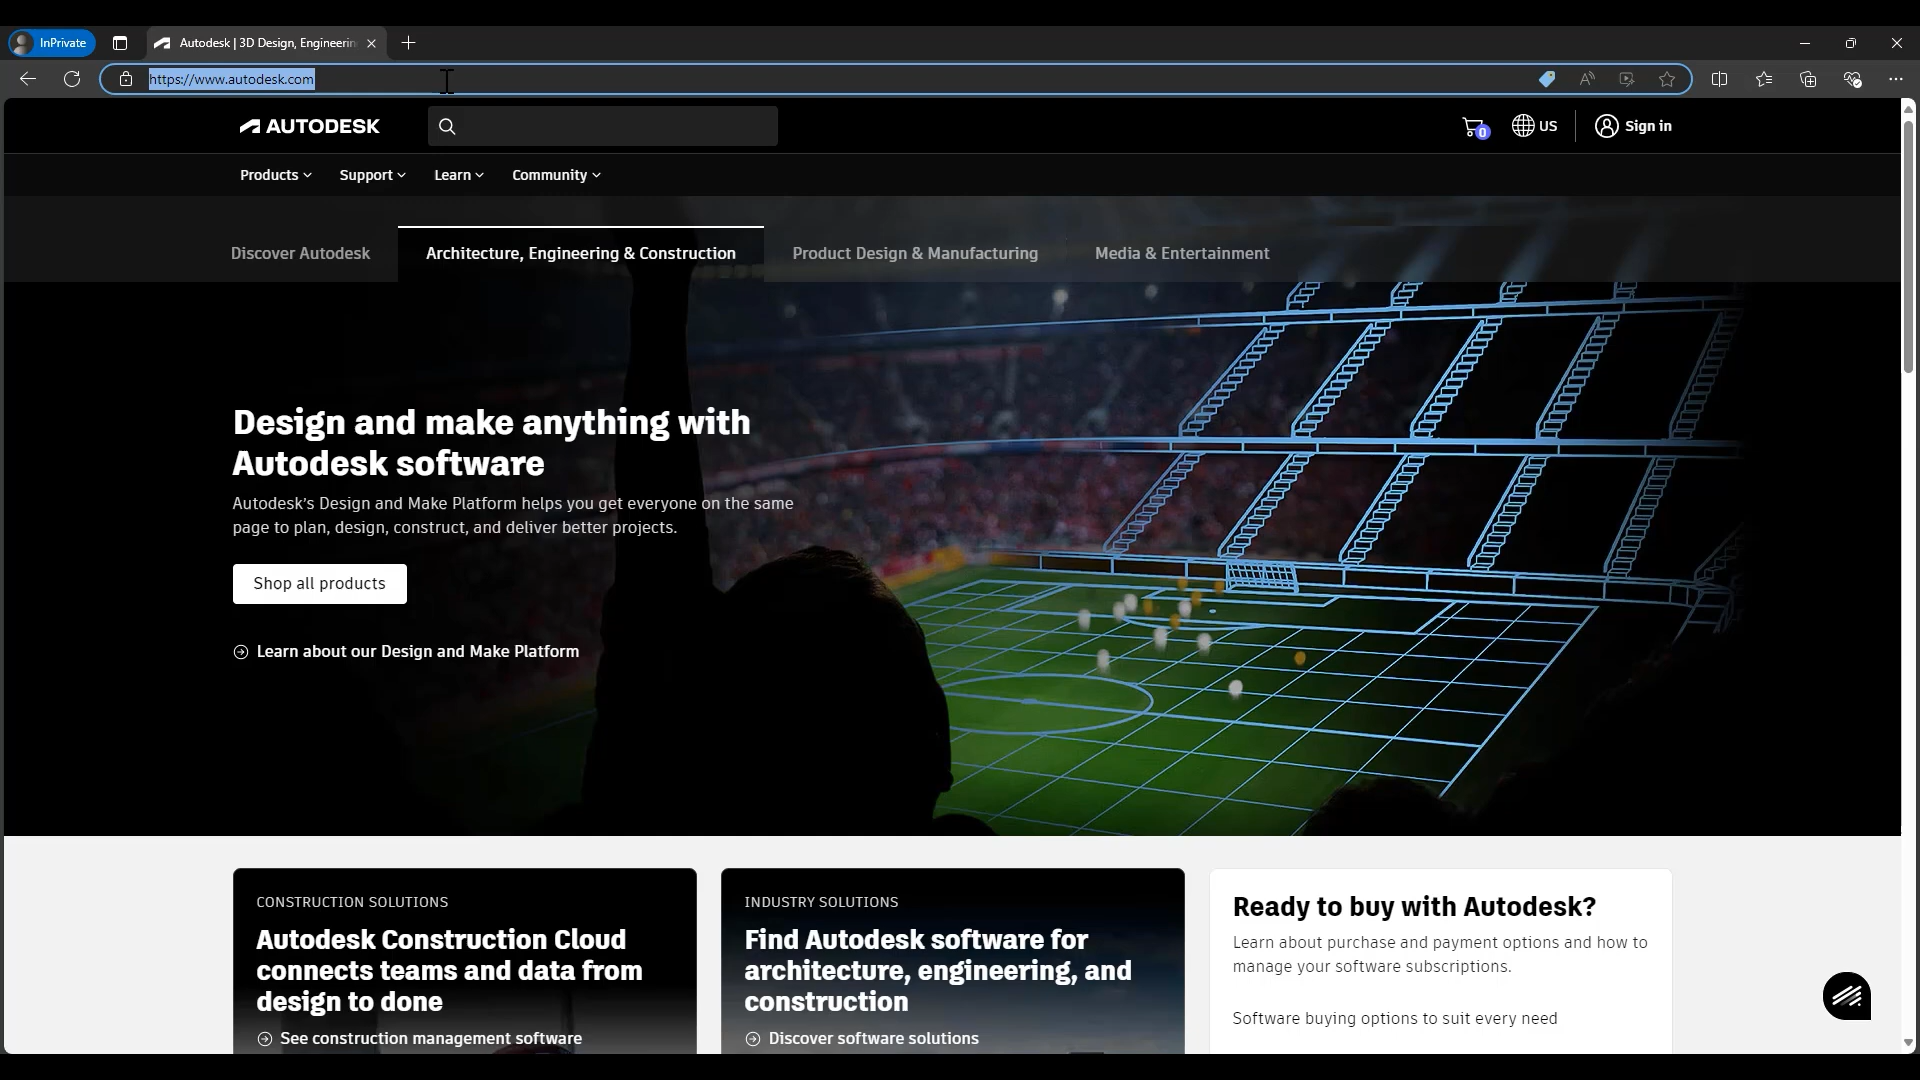 InPrivate
Autodesk | 3D Design, Engineerin
https://www.autodesk.com
AUTODESK
0
US
Sign in
Products
Support
Learn
Community
Discover Autodesk
Architecture, Engineering & Construction
Product Design & Manufacturing
Media & Entertainment
Design and make anything with
Autodesk software
Autodesk's Design and Make Platform helps you get everyone on the same
page to plan, design, construct, and deliver better projects.
Shop all products
Learn about our Design and Make Platform
CONSTRUCTION SOLUTIONS
Autodesk Construction Cloud
connects teams and data from
design to done
See construction management software
INDUSTRY SOLUTIONS
Find Autodesk software for
architecture, engineering, and
construction
Discover software solutions
Ready to buy with Autodesk?
Learn about purchase and payment options and how to
manage your software subscriptions.
Software buying options to suit every need